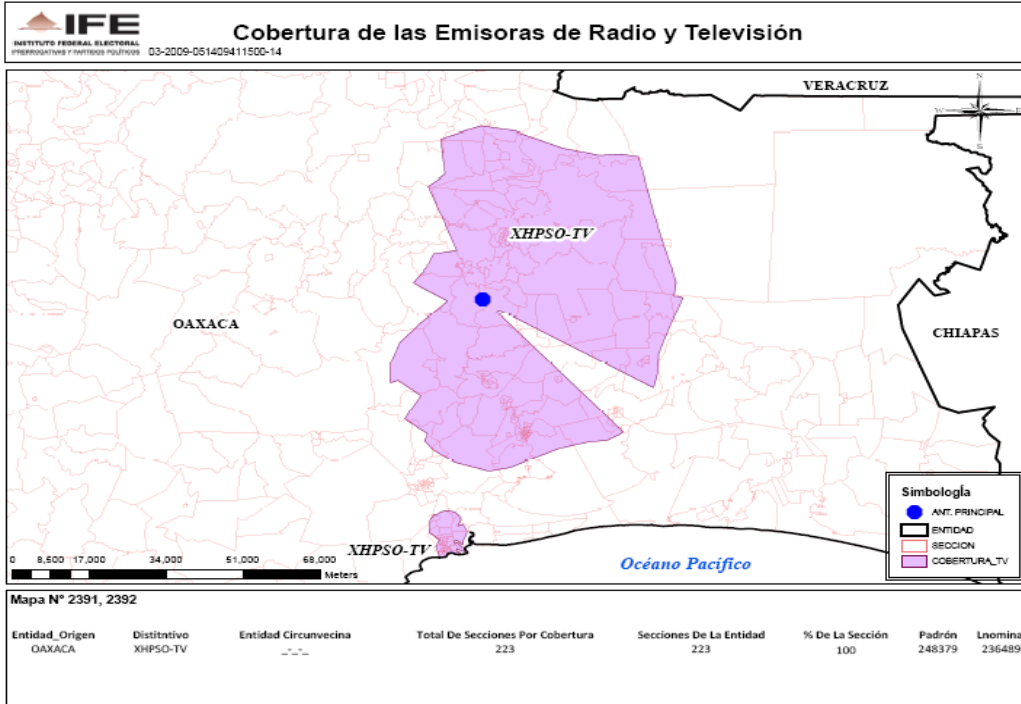 IFE
INSTITUTO FEDERAL ELECTORAL
PRERROGATIVAS Y PARTIDOS POLÍTICOS
03-2009-051409411500-14
Cobertura de las Emisoras de Radio y Televisión
VERACRUZ
N
W E
S
XHPSO-TV
OAXACA
CHIAPAS
Simbología
ANT. PRINCIPAL
ENTIDAD
SECCION
COBERTURA_TV
XHPSO-TV
Océano Pacífico
0 8,500 17,000 34,000 51,000 68,000
Meters
Mapa N° 2391, 2392
Entidad_Origen Distitntivo Entidad Circunvecina Total De Secciones Por Cobertura Secciones De La Entidad % De La Sección Padrón Lnomina
OAXACA XHPSO-TV _-_-_ 223 223 100 248379 236489